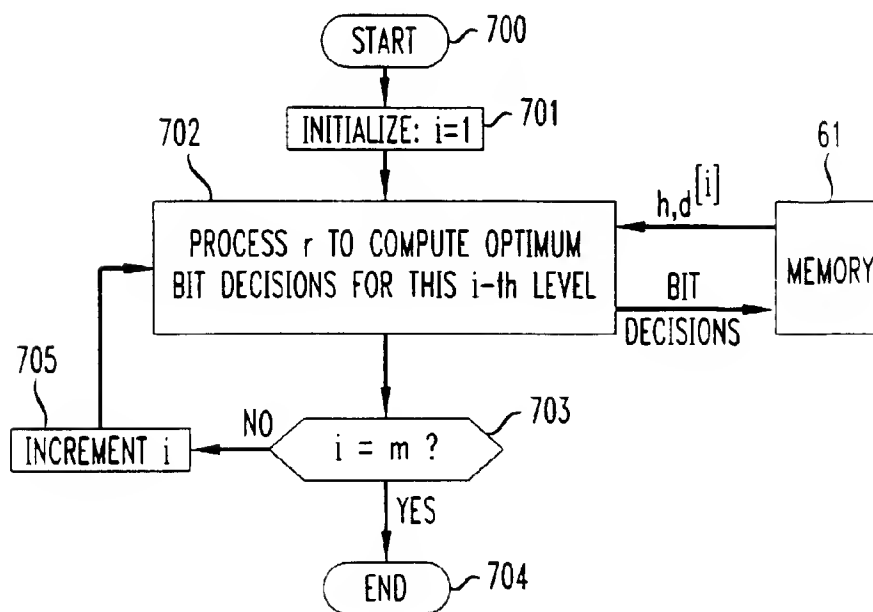 START
700
INITIALIZE: i=1
701
702
61
PROCESS r TO COMPUTE OPTIMUM
BIT DECISIONS FOR THIS i-th LEVEL
h,d[i]
MEMORY
BIT
DECISIONS
705
INCREMENT i
NO
i = m ?
703
YES
END
704